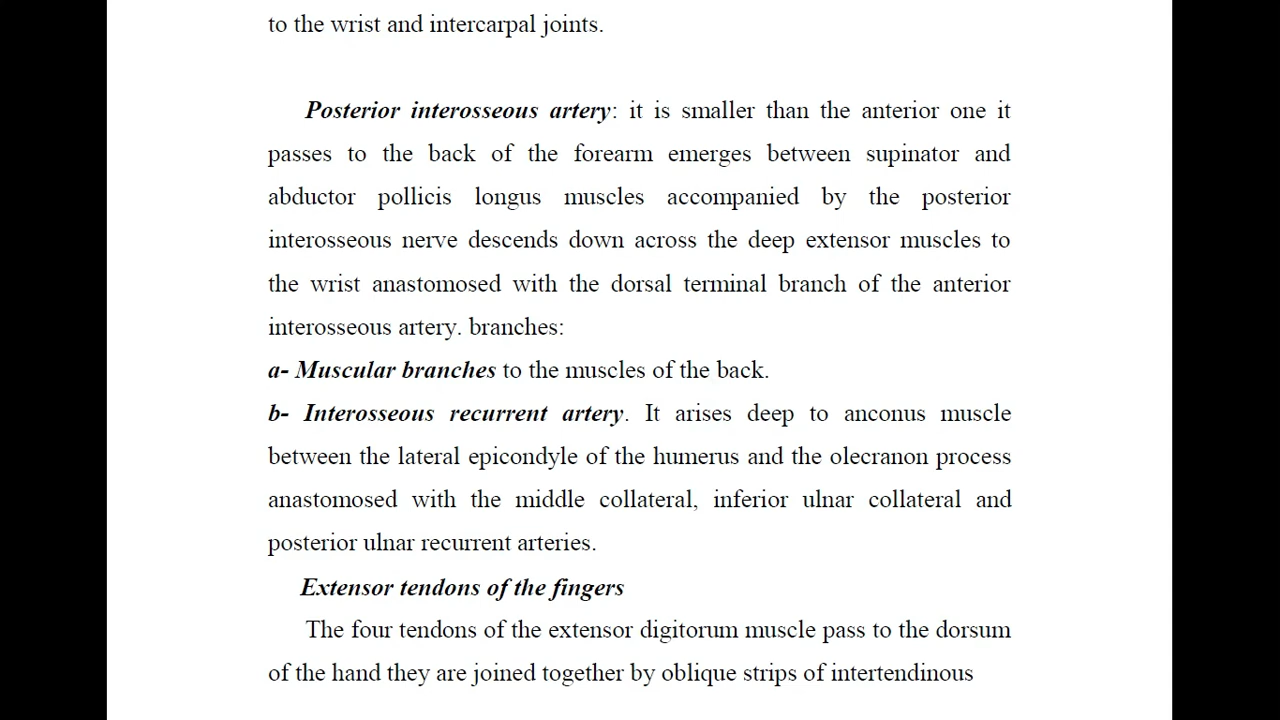 to the wrist and intercarpal joints.
Posterior interosseous artery: it is smaller than the anterior one it
passes to the back of the forearm emerges between supinator and
abductor pollicis longus muscles accompanied by the posterior
interosseous nerve descends down across the deep extensor muscles to
the wrist anastomosed with the dorsal terminal branch of the anterior
interosseous artery. branches:
a- Muscular branches to the muscles of the back.
b- Interosseous recurrent artery. It arises deep to anconus muscle
between the lateral epicondyle of the humerus and the olecranon process
anastomosed with the middle collateral, inferior ulnar collateral and
posterior ulnar recurrent arteries.
Extensor tendons of the fingers
The four tendons of the extensor digitorum muscle pass to the dorsum
of the hand they are joined together by oblique strips of intertendinous